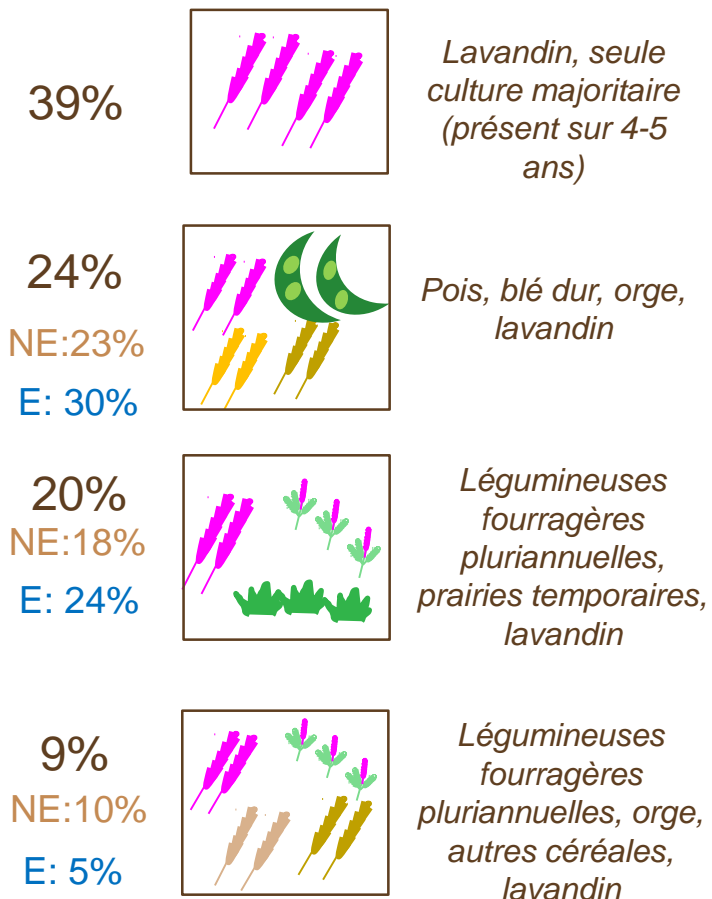 39%
Lavandin, seule
culture majoritaire
(présent sur 4-5
ans)
24%
NE:23%
E: 30%
Pois, blé dur, orge,
lavandin
20%
NE:18%
E: 24%
Légumineuses
fourragères
pluriannuelles,
prairies temporaires,
lavandin
9%
NE:10%
E: 5%
Légumineuses
fourragères
pluriannuelles, orge,
autres céréales,
lavandin